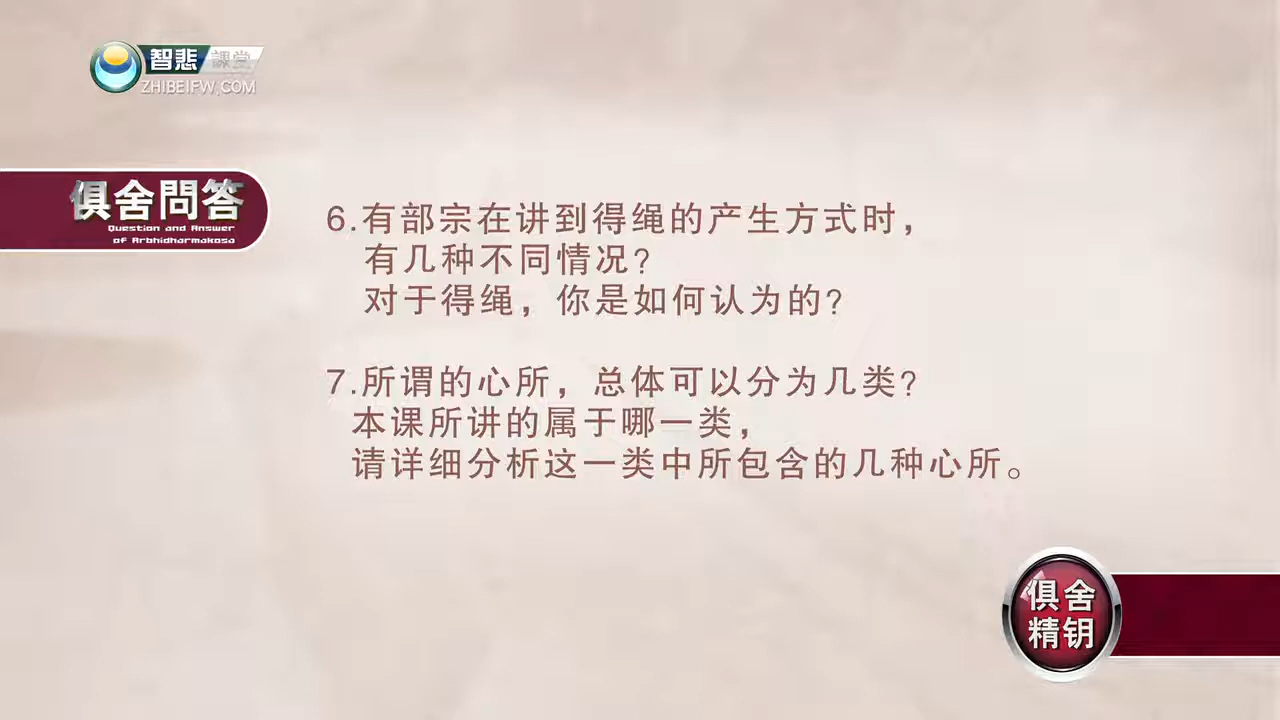 智悲課堂
ZHIBEIFW.COM
俱舍問答
Question and Answer
of Arbhidharmakosa
6.有部宗在讲到得绳的产生方式时，
有几种不同情况?
对于得绳，你是如何认为的?
7.所谓的心所，总体可以分为几类?
本课所讲的属于哪一类，
请详细分析这一类中所包含的几种心所。
俱舍
精钥